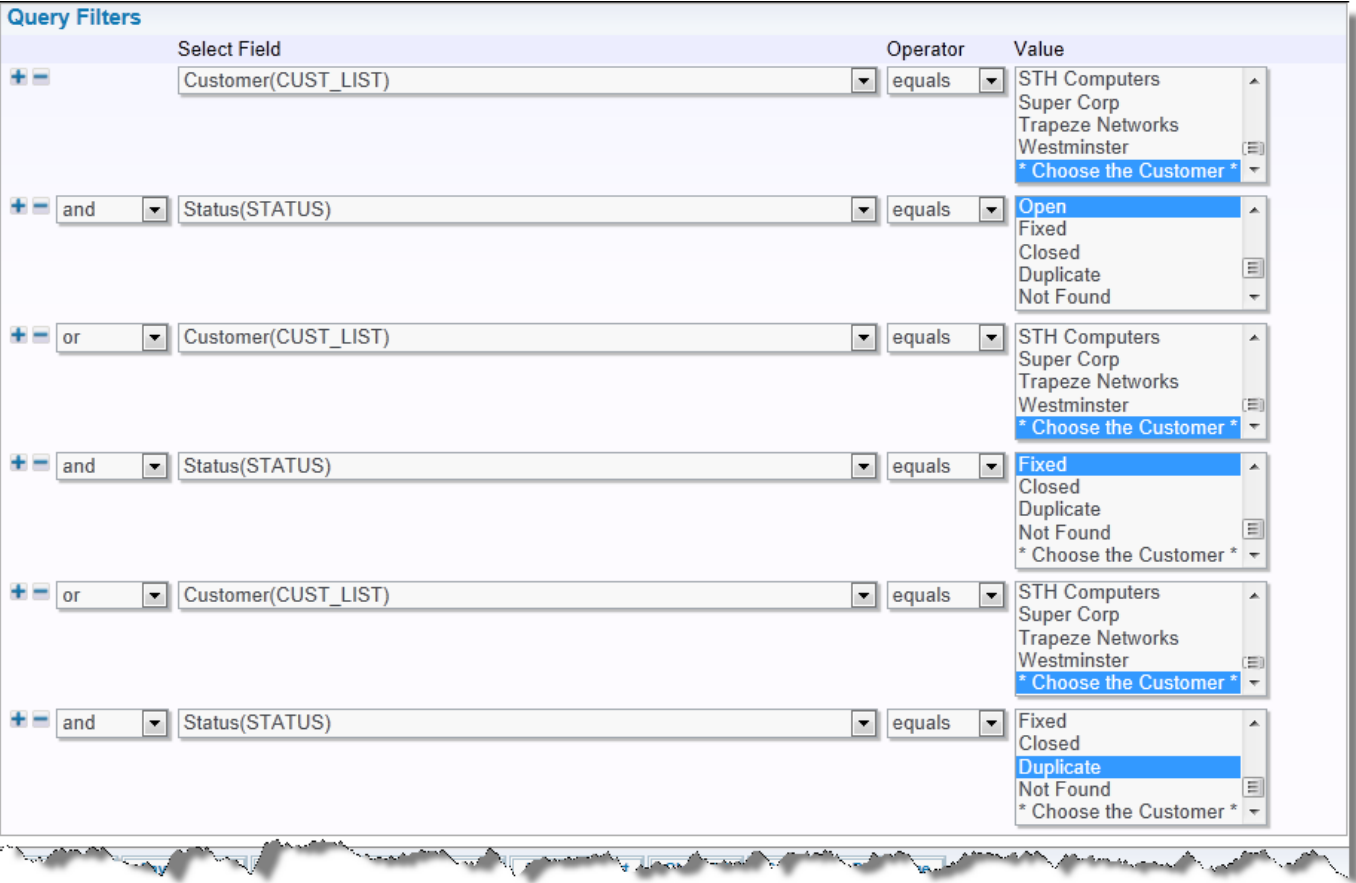 Query Filters
Select Field Operator Value
Customer(CUST_LIST) equals STH Computers
Super Corp
Trapeze Networks
Westminster
* Choose the Customer *
and Status(STATUS) equals Open
Fixed
Closed
Duplicate
Not Found
or Customer(CUST_LIST) equals STH Computers
Super Corp
Trapeze Networks
Westminster
* Choose the Customer *
and Status(STATUS) equals Fixed
Closed
Duplicate
Not Found
* Choose the Customer *
or Customer(CUST_LIST) equals STH Computers
Super Corp
Trapeze Networks
Westminster
* Choose the Customer *
and Status(STATUS) equals Fixed
Closed
Duplicate
Not Found
* Choose the Customer *